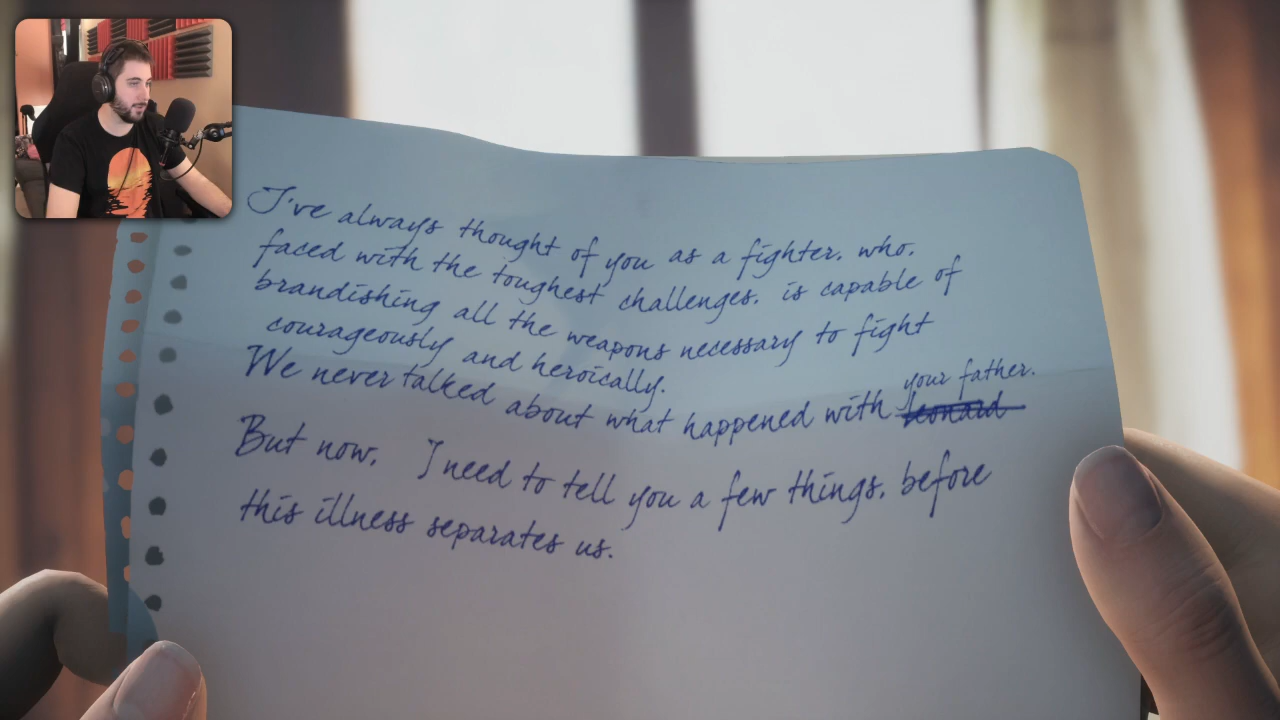 I've always thought of you as a fighter. who.
faced with the toughest challenges. is capable of
brandishing all the weapons necessary to fight
courageously and heroically.
We never talked about what happened with leonard your father.
But now. I need to tell you a few things. before
this illness separates us.